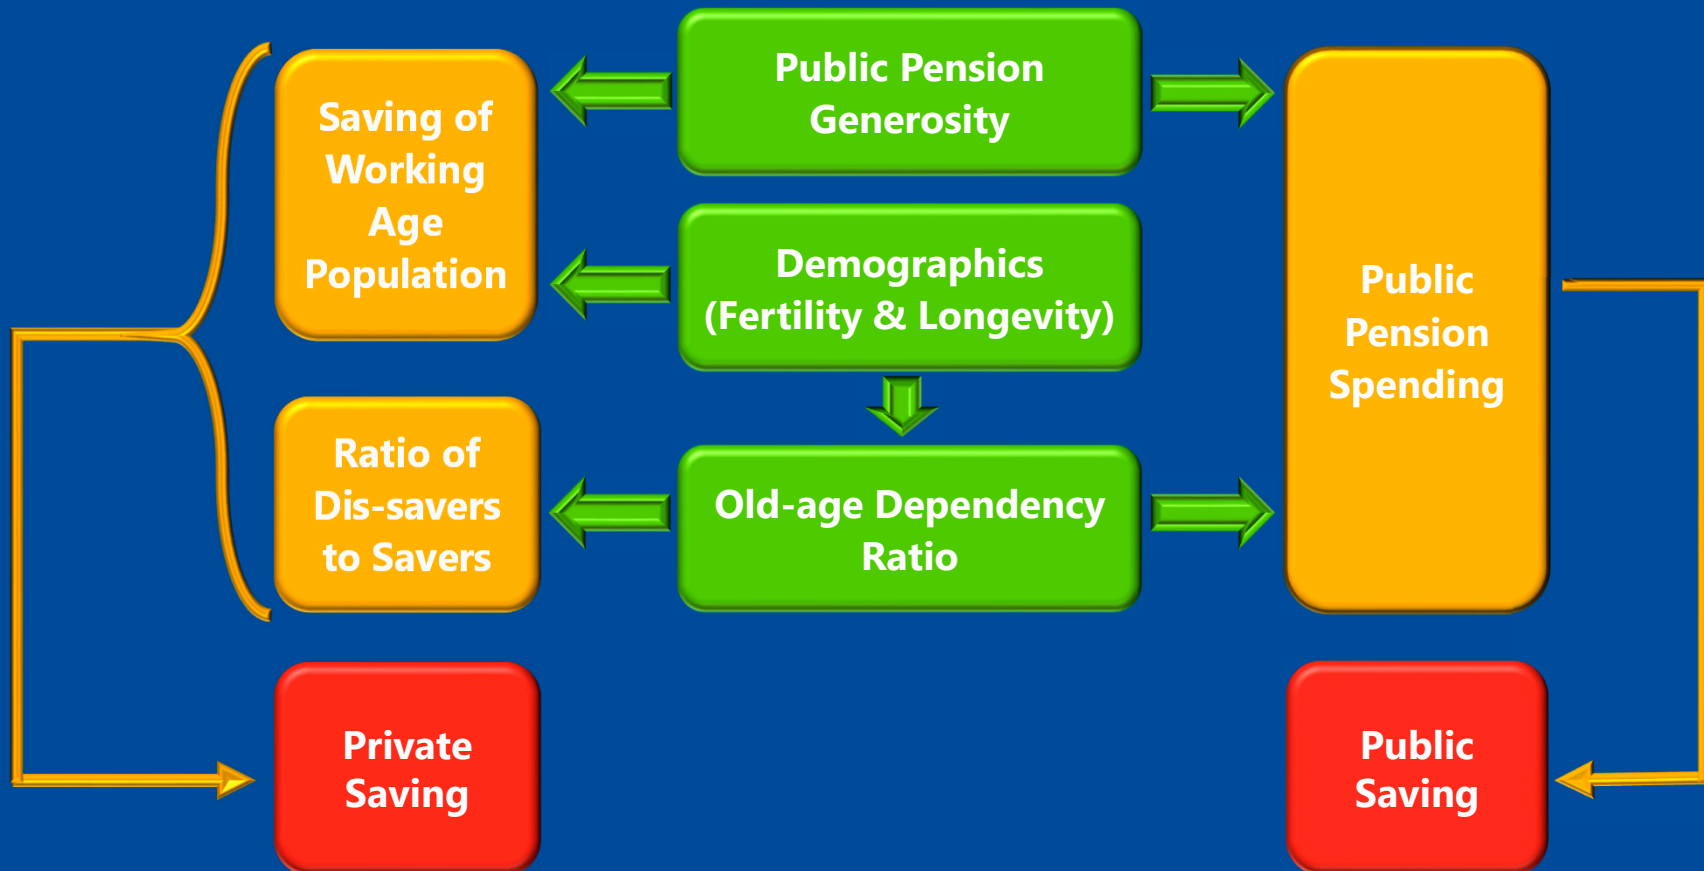 Public Pension
Generosity
Saving of
Working
Age
Population
Demographics
(Fertility & Longevity)
Public
Pension
Spending
Ratio of
Dis-savers
to Savers
Old-age Dependency
Ratio
Private
Saving
Public
Saving